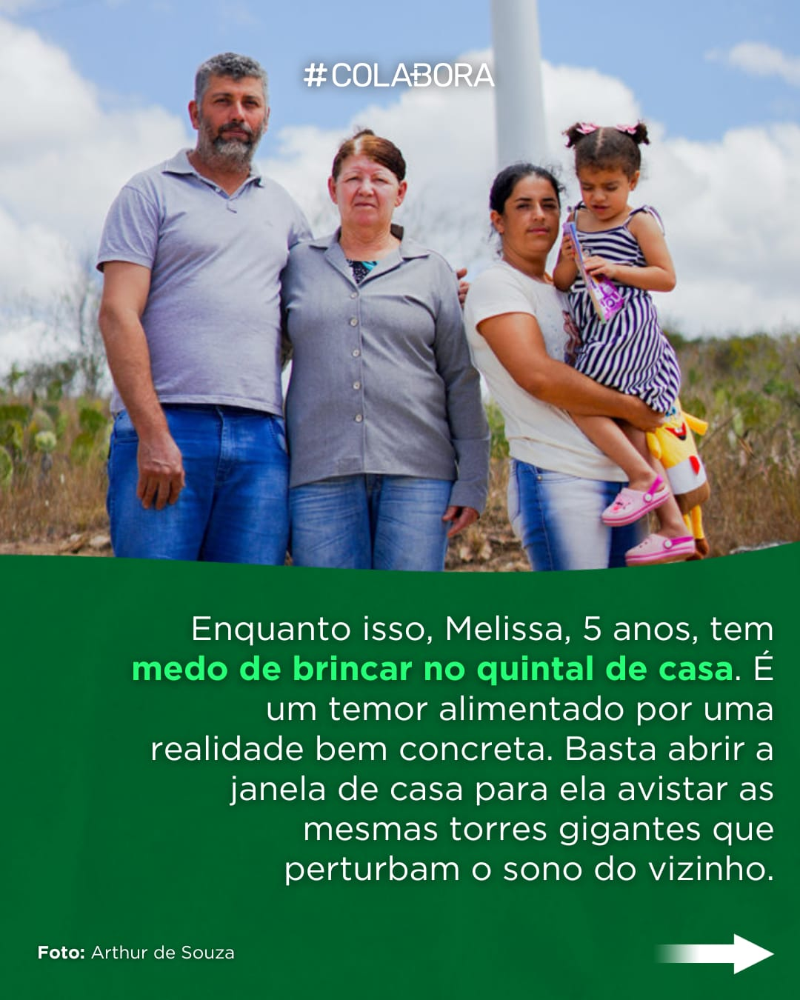 #COLABORA
Enquanto isso, Melissa, 5 anos, tem
medo de brincar no quintal de casa. É
um temor alimentado por uma
realidade bem concreta. Basta abrir a
janela de casa para ela avistar as
mesmas torres gigantes que
perturbam o sono do vizinho.
Foto: Arthur de Souza